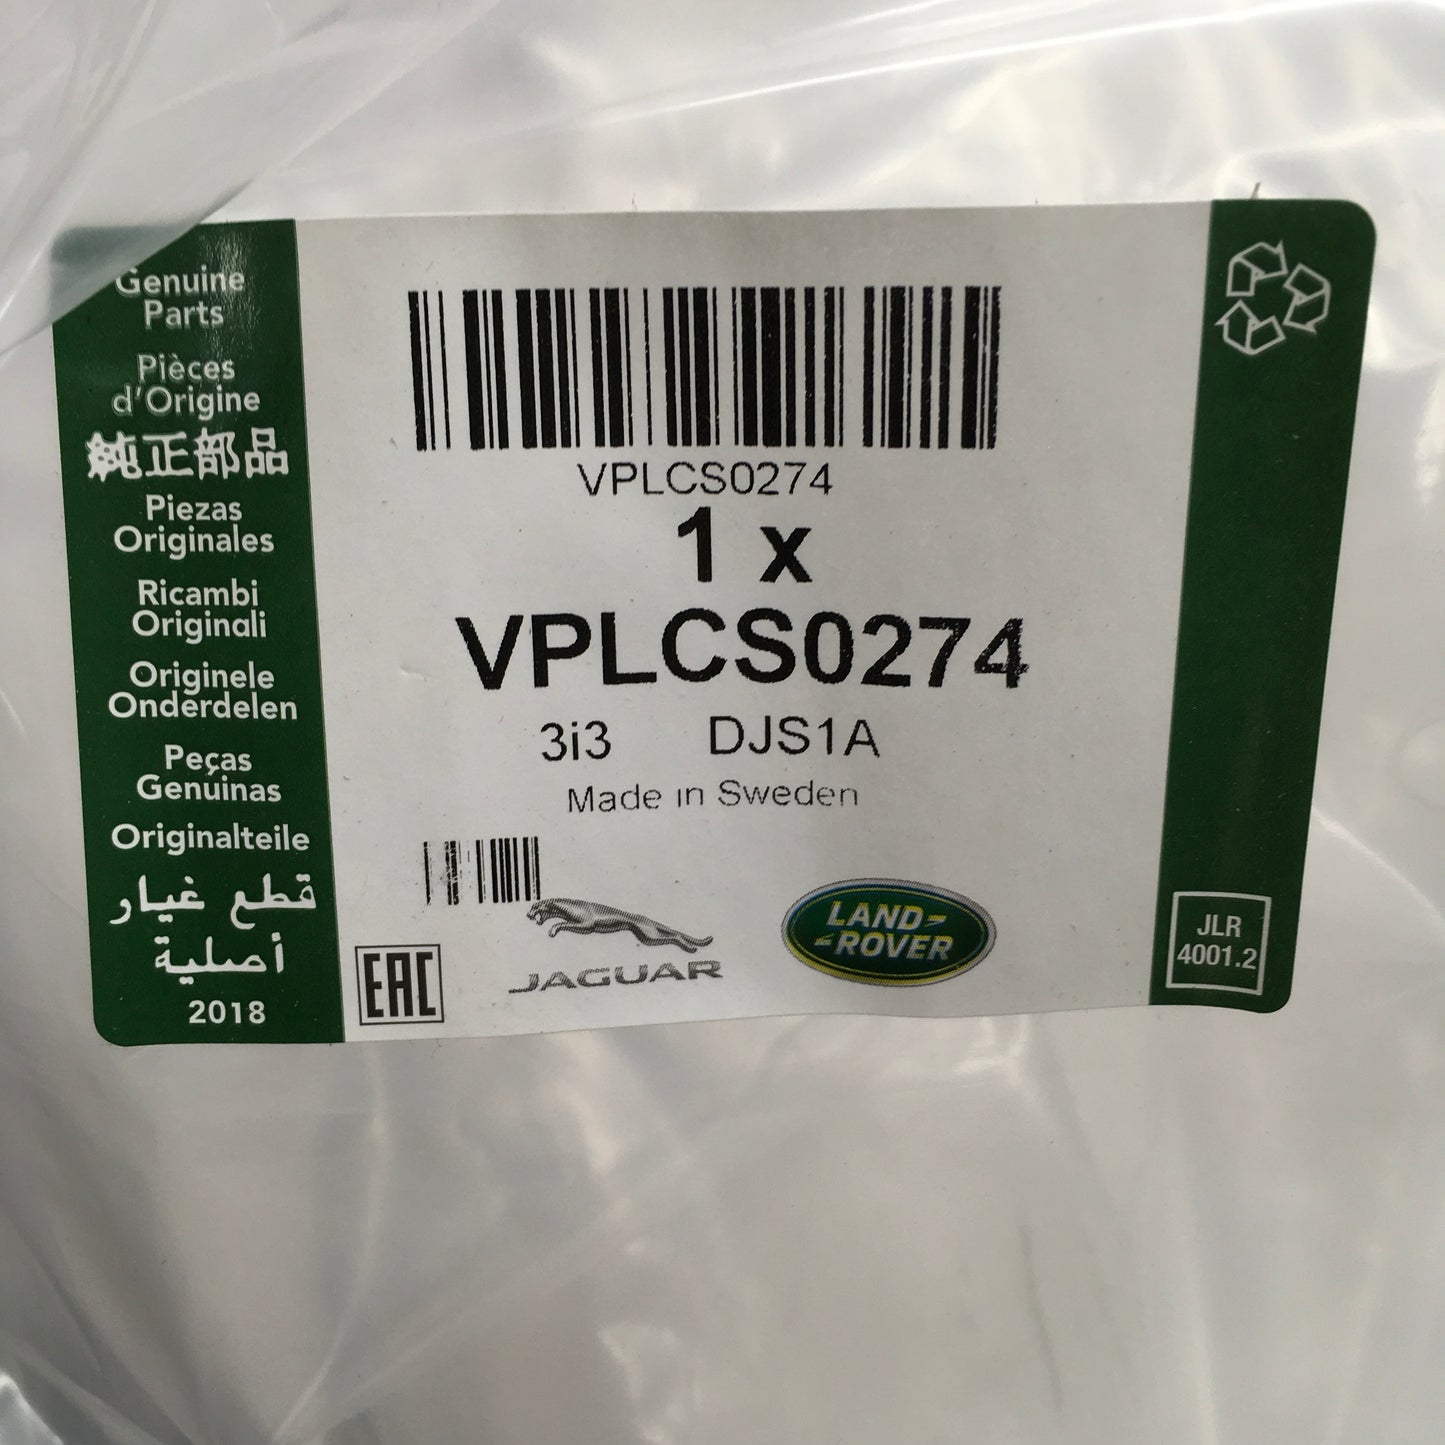 Genuine
Parts
Pièces
d'Origine
純正部品
Piezas
Originales
Ricambi
Originali
Originele
Onderdelen
Peças
Genuinas
Originalteile
قطع غيار
أصلية
2018
VPLCS0274
1 x
VPLCS0274
3i3 DJS1A
Made in Sweden
EAC
JAGUAR
LAND-
-ROVER
JLR
4001.2